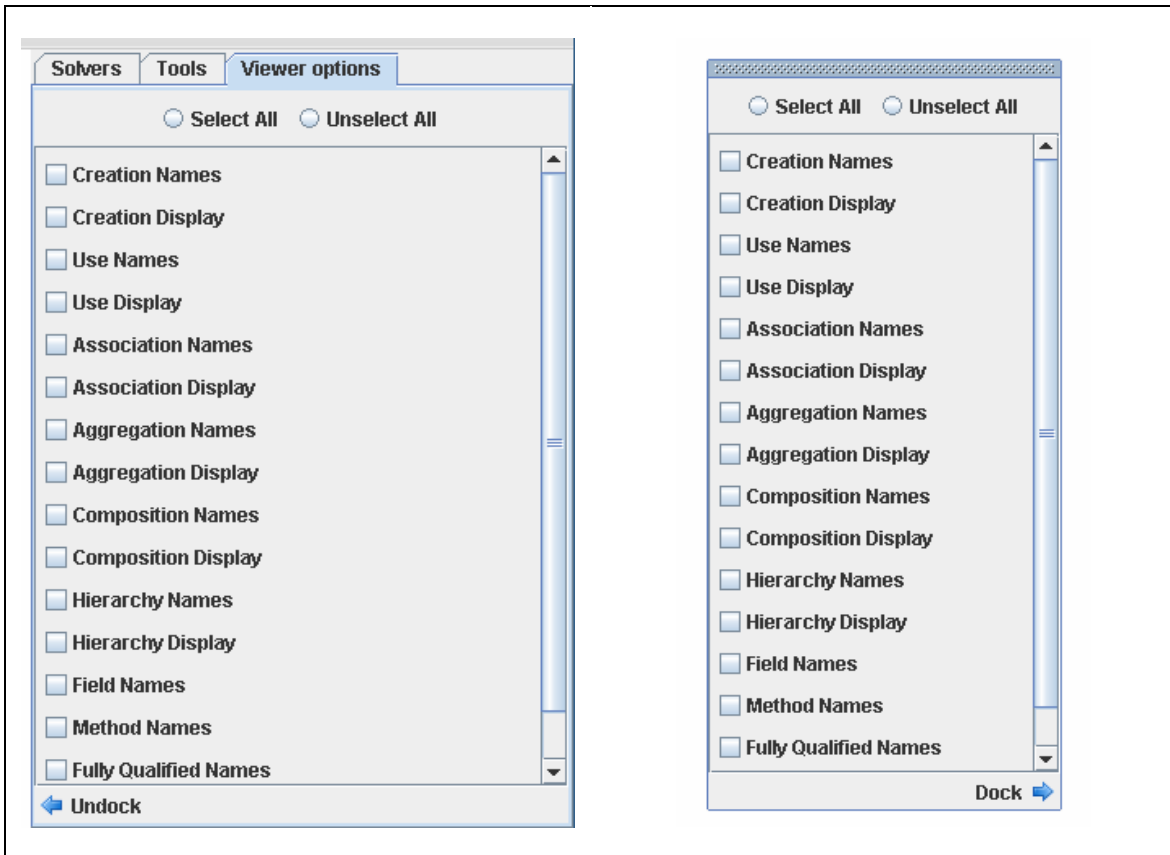 Solvers Tools Viewer options
Select All Unselect All
Creation Names
Creation Display
Use Names
Use Display
Association Names
Association Display
Aggregation Names
Aggregation Display
Composition Names
Composition Display
Hierarchy Names
Hierarchy Display
Field Names
Method Names
Fully Qualified Names
Undock
Select All Unselect All
Creation Names
Creation Display
Use Names
Use Display
Association Names
Association Display
Aggregation Names
Aggregation Display
Composition Names
Composition Display
Hierarchy Names
Hierarchy Display
Field Names
Method Names
Fully Qualified Names
Dock